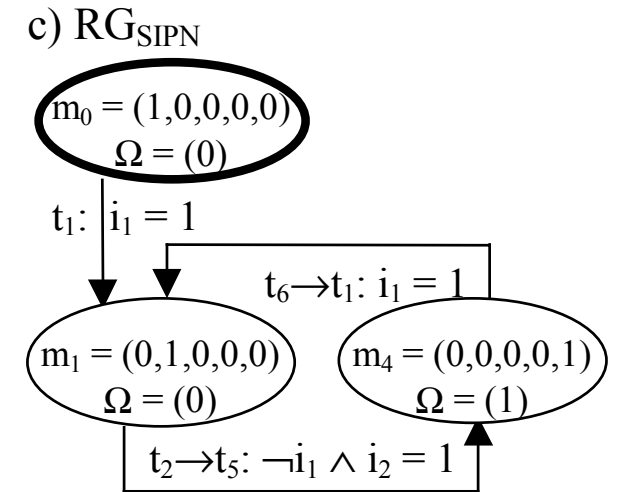 c) RG_SIPN
m₀ = (1,0,0,0,0)
Ω = (0)
t₁: i₁ = 1
t₆→t₁: i₁ = 1
m₁ = (0,1,0,0,0)
Ω = (0)
m₄ = (0,0,0,0,1)
Ω = (1)
t₂→t₅: ¬i₁ ∧ i₂ = 1